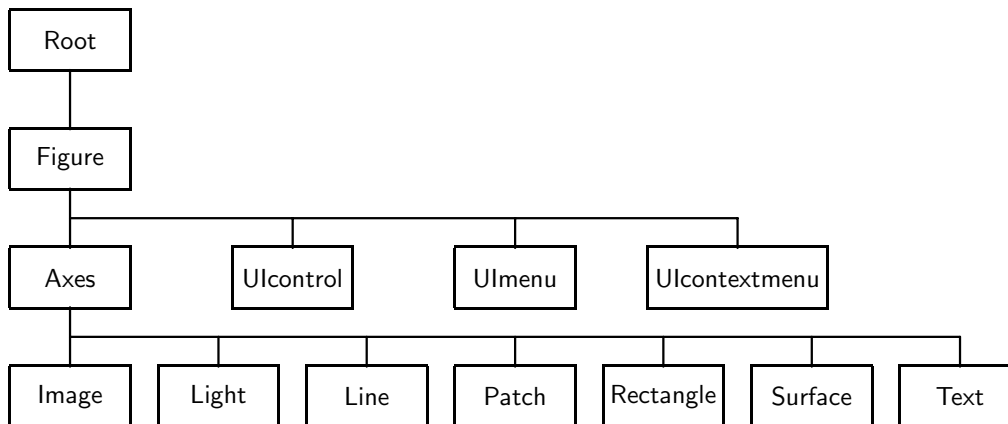 Root
Figure
Axes
UIcontrol
UImenu
UIcontextmenu
Image
Light
Line
Patch
Rectangle
Surface
Text